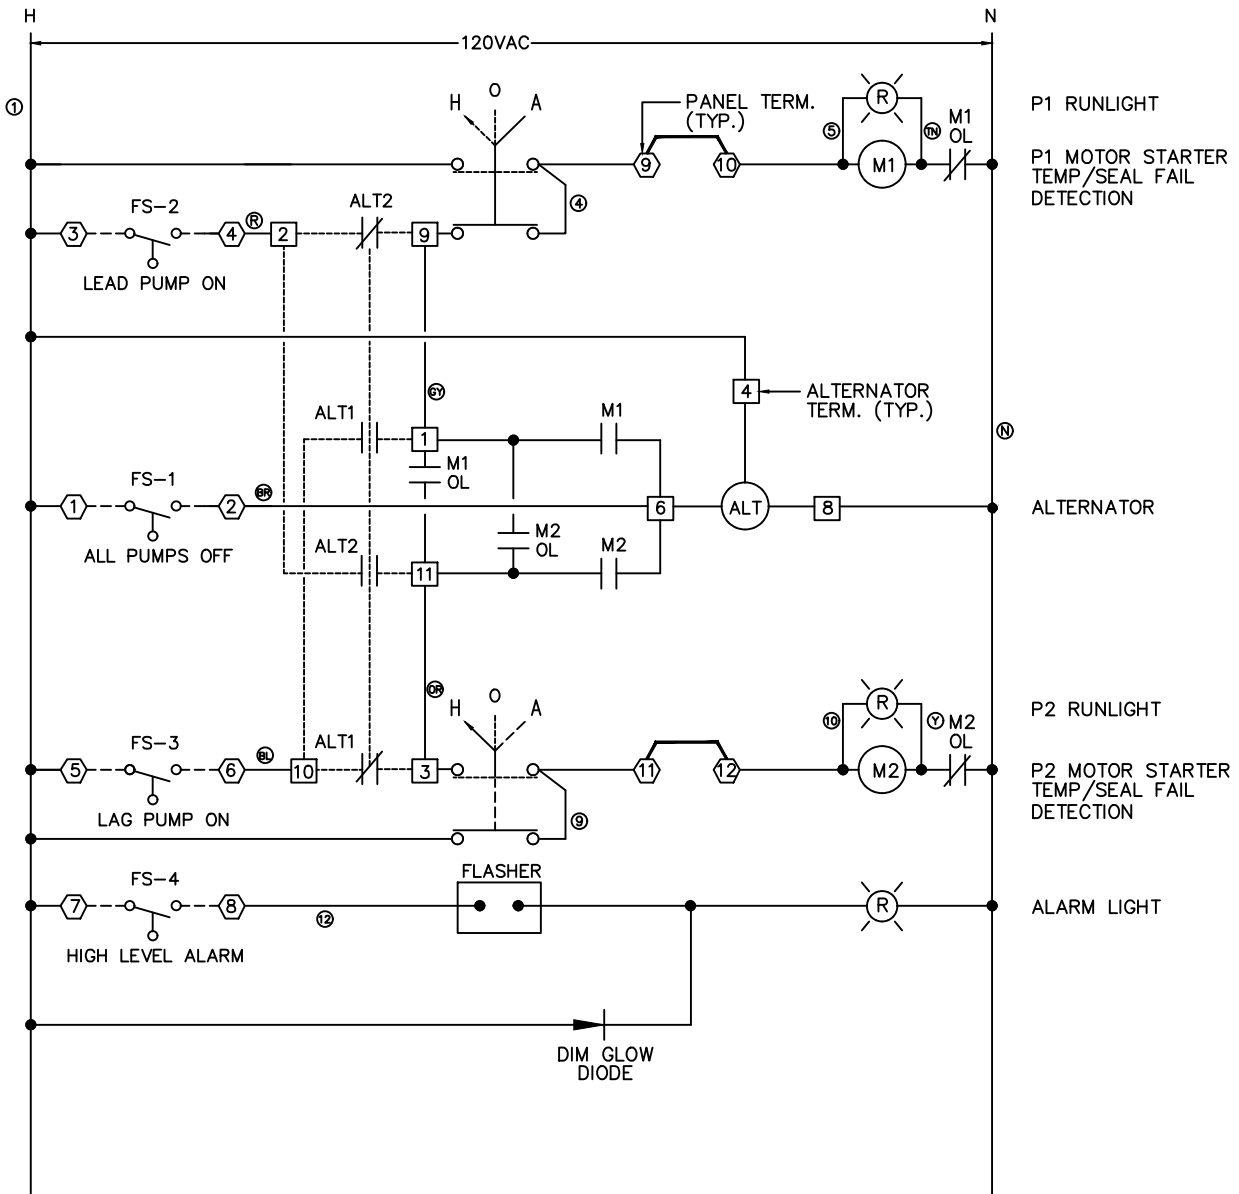 H
N
120VAC
1
H
O
A
PANEL TERM.
(TYP.)
R
M1
OL
P1 RUNLIGHT
5
TN
9
10
M1
P1 MOTOR STARTER
TEMP/SEAL FAIL
DETECTION
FS-2
ALT2
4
3
4
R
2
9
LEAD PUMP ON
4
ALTERNATOR
TERM. (TYP.)
GY
ALT1
M1
N
1
M1
OL
FS-1
BR
1
2
6
ALT
8
ALTERNATOR
M2
OL
ALT2
M2
ALL PUMPS OFF
11
OR
H
O
A
R
P2 RUNLIGHT
10
Y
M2
OL
FS-3
BL
ALT1
5
6
10
3
11
12
M2
P2 MOTOR STARTER
TEMP/SEAL FAIL
DETECTION
LAG PUMP ON
9
FLASHER
FS-4
7
8
12
R
ALARM LIGHT
HIGH LEVEL ALARM
DIM GLOW
DIODE